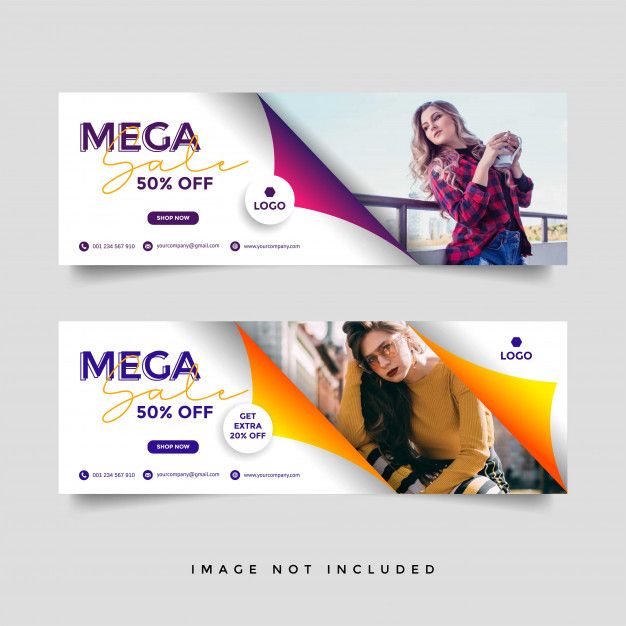 MEGA
Sale
50% OFF
SHOP NOW
LOGO
001 234 567 910 yourcompany@gmail www.yourcompany.com
MEGA
Sale
50% OFF
SHOP NOW
GET
EXTRA
20% OFF
LOGO
001 234 567 910 yourcompany@gmail www.yourcompany.com
IMAGE NOT INCLUDED